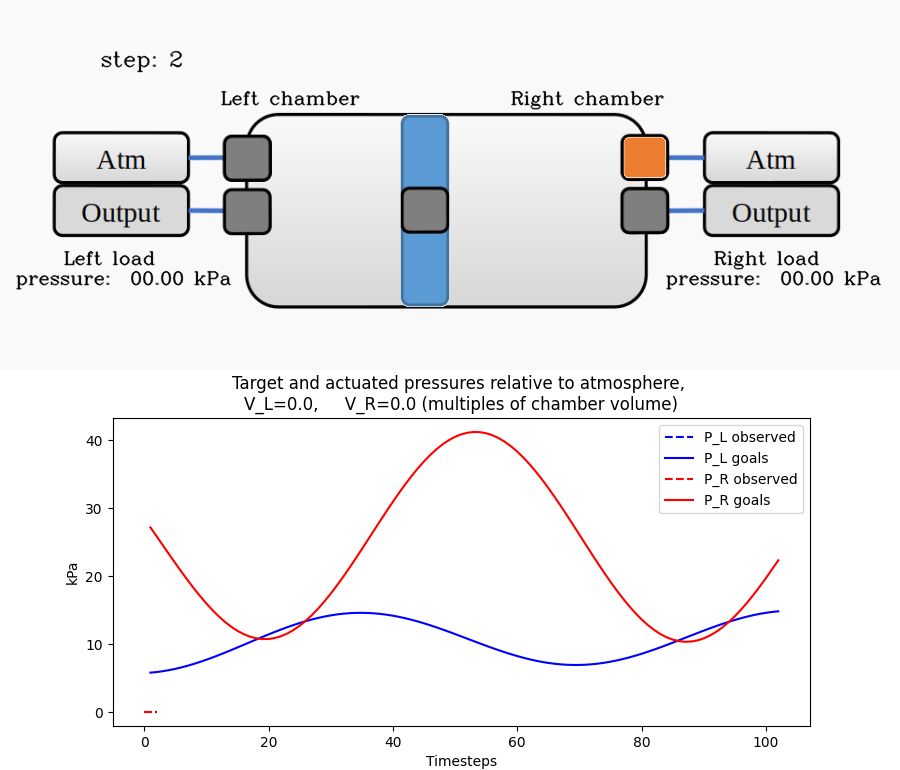 step: 2
Left chamber
Right chamber
Atm
Atm
Output
Output
Left load
pressure: 00.00 kPa
Right load
pressure: 00.00 kPa
Target and actuated pressures relative to atmosphere,
V_L=0.0, V_R=0.0 (multiples of chamber volume)
P_L observed
P_L goals
P_R observed
P_R goals
kPa
40
30
20
10
0
0 20 40 60 80 100
Timesteps